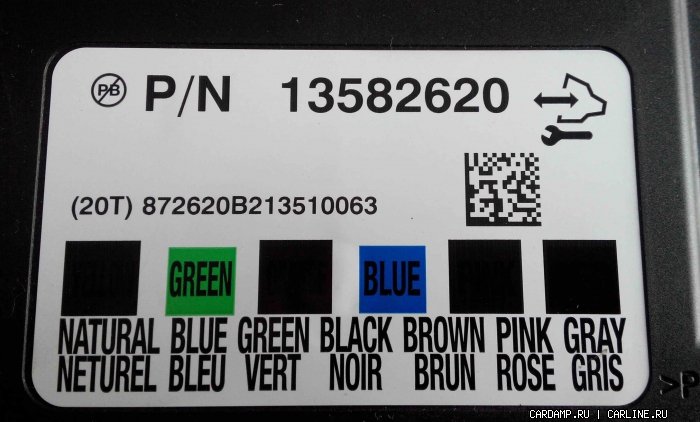 PB P/N 13582620
(20T) 872620B213510063
GREEN BLUE
NATURAL BLUE GREEN BLACK BROWN PINK GRAY
NETUREL BLEU VERT NOIR BRUN ROSE GRIS
>P
CARDAMP.RU | CARLINE.RU